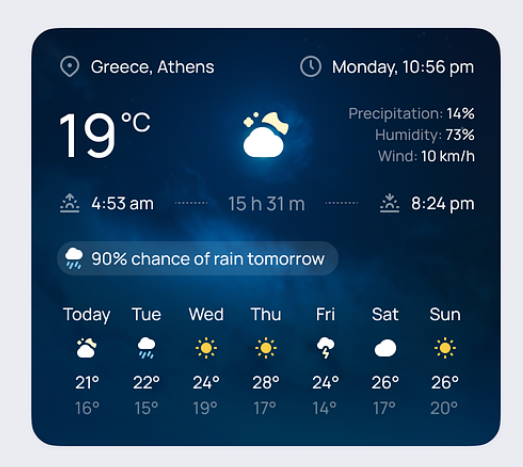 Greece, Athens
Monday, 10:56 pm
19°C
Precipitation: 14%
Humidity: 73%
Wind: 10 km/h
4:53 am 15 h 31 m 8:24 pm
90% chance of rain tomorrow
Today Tue Wed Thu Fri Sat Sun
21° 22° 24° 28° 24° 26° 26°
16° 15° 19° 17° 14° 17° 20°